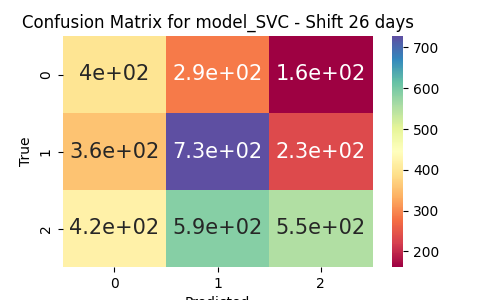 Confusion Matrix for model_SVC - Shift 26 days
True
0 4e+02 2.9e+02 1.6e+02
1 3.6e+02 7.3e+02 2.3e+02
2 4.2e+02 5.9e+02 5.5e+02
0 1 2
Predicted
700
600
500
400
300
200